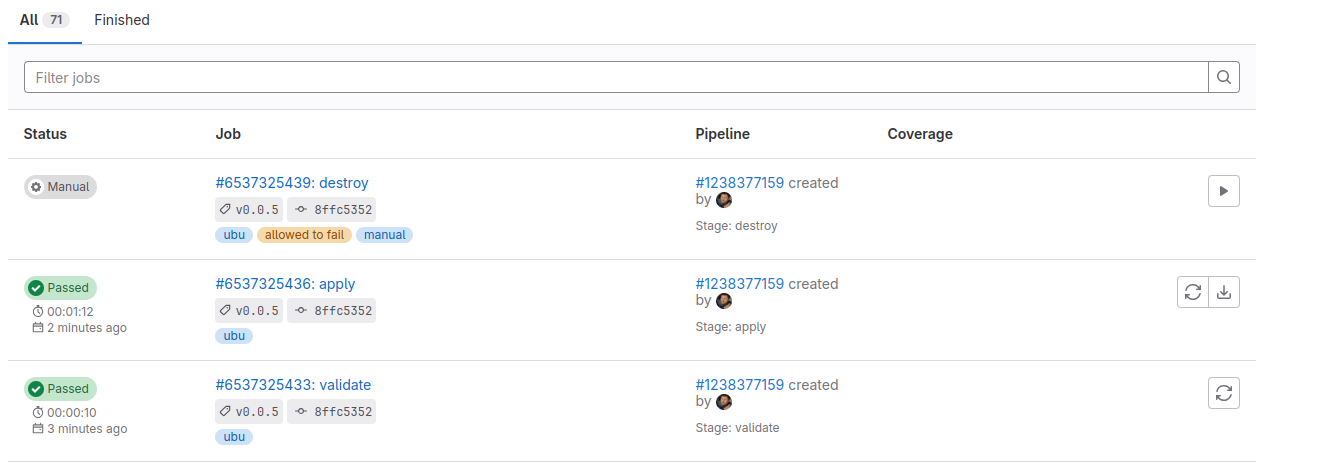 All 71 Finished
Filter jobs
Status Job Pipeline Coverage
Manual #6537325439: destroy #1238377159 created
by
v0.0.5 8ffc5352
Stage: destroy
ubu allowed to fail manual
Passed #6537325436: apply #1238377159 created
by
00:01:12 v0.0.5 8ffc5352
2 minutes ago Stage: apply
ubu
Passed #6537325433: validate #1238377159 created
by
00:00:10 v0.0.5 8ffc5352
3 minutes ago Stage: validate
ubu